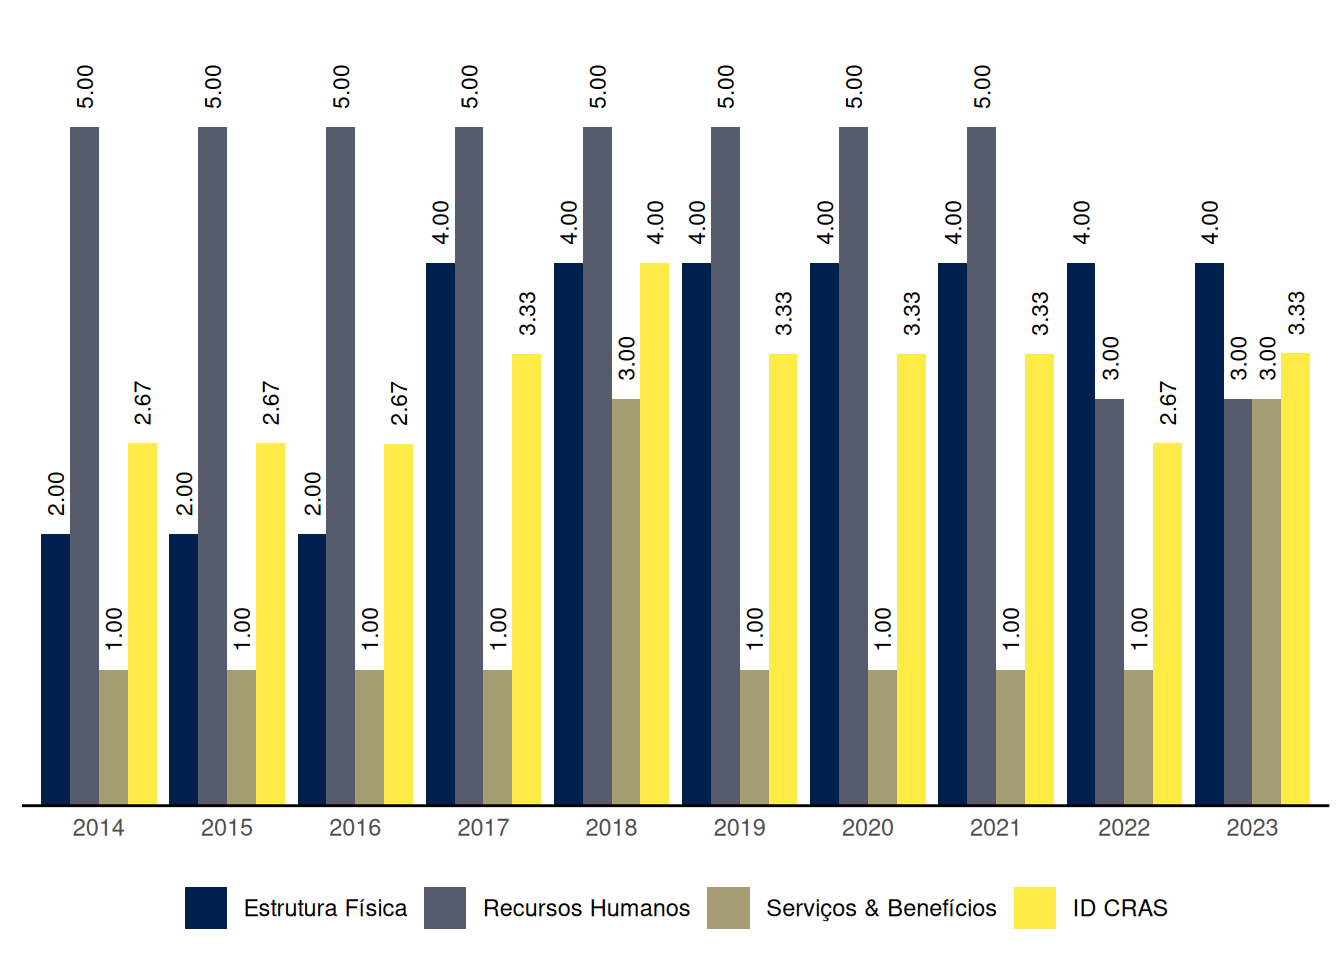 5.00 5.00 5.00 5.00 5.00 5.00 5.00 5.00
4.00 4.00 4.00 4.00 4.00 4.00 4.00 4.00
3.33 3.33 3.33 3.33 3.33
3.00 3.00 3.00 3.00
2.67 2.67 2.67 2.67
2.00 2.00 2.00
1.00 1.00 1.00 1.00 1.00 1.00 1.00 1.00
2014 2015 2016 2017 2018 2019 2020 2021 2022 2023
Estrutura Física Recursos Humanos Serviços & Benefícios ID CRAS